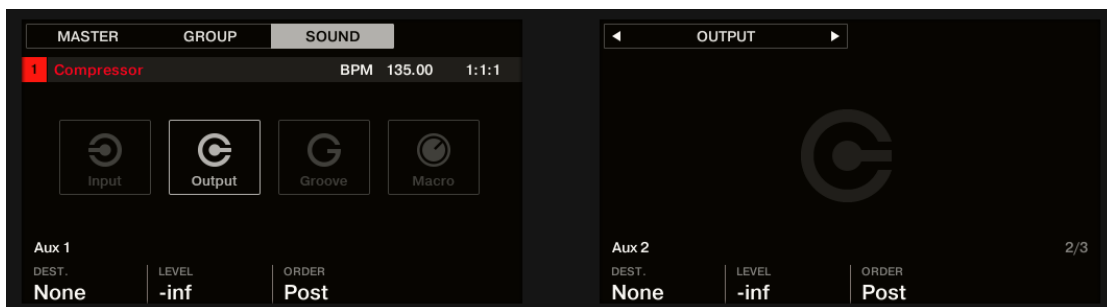 MASTER GROUP SOUND
1 Compressor BPM 135.00 1:1:1
Input Output Groove Macro
Aux 1
DEST. LEVEL ORDER
None -inf Post
OUTPUT
Aux 2 2/3
DEST. LEVEL ORDER
None -inf Post